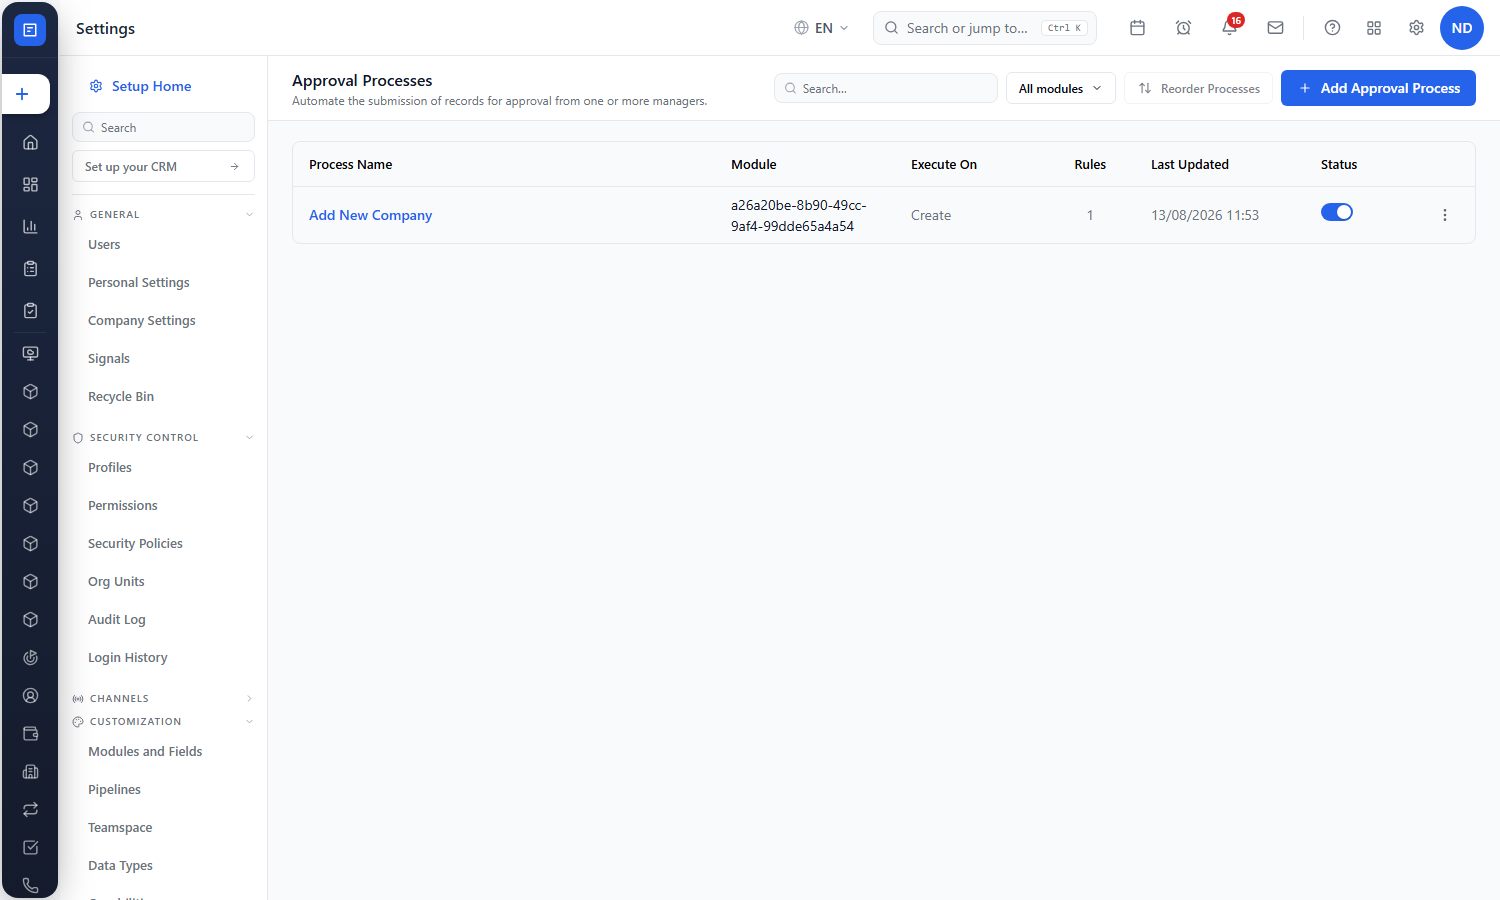 Settings
EN
Search or jump to...
Ctrl K
16
ND
Setup Home
Search
Set up your CRM
GENERAL
Users
Personal Settings
Company Settings
Signals
Recycle Bin
SECURITY CONTROL
Profiles
Permissions
Security Policies
Org Units
Audit Log
Login History
CHANNELS
CUSTOMIZATION
Modules and Fields
Pipelines
Teamspace
Data Types
Approval Processes
Automate the submission of records for approval from one or more managers.
Search...
All modules
Reorder Processes
Add Approval Process
Process Name
Module
Execute On
Rules
Last Updated
Status
Add New Company
a26a20be-8b90-49cc-
9af4-99dde65a4a54
Create
1
13/08/2026 11:53